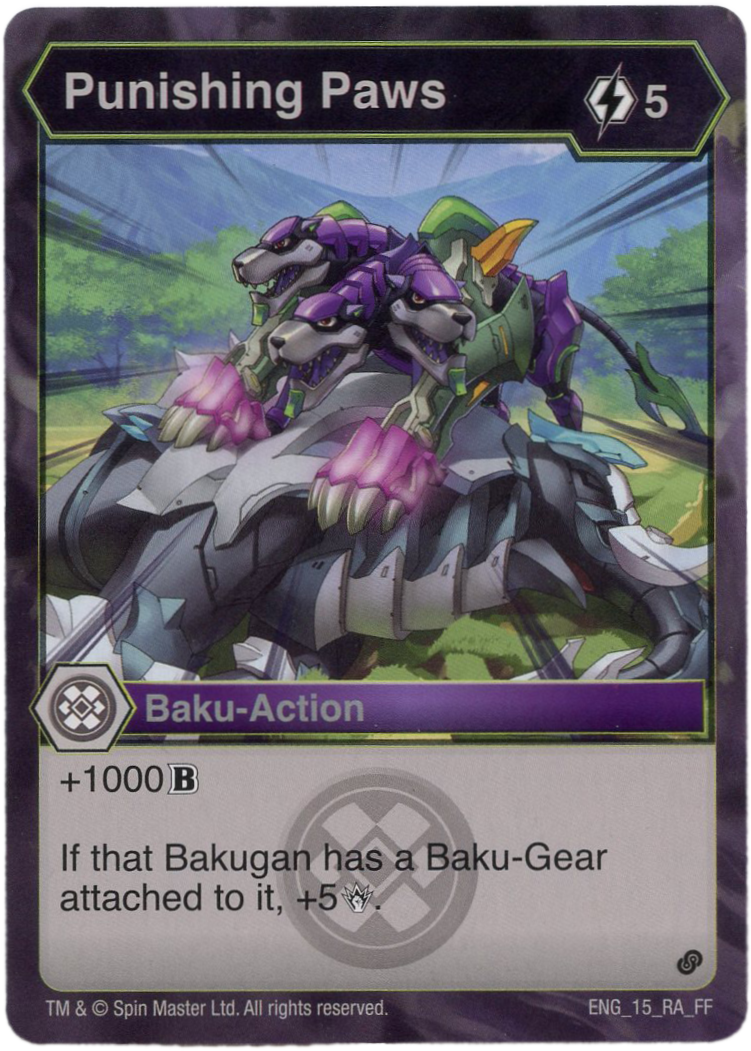 Punishing Paws
5
Baku-Action
+1000 B
If that Bakugan has a Baku-Gear
attached to it, +5.
TM & © Spin Master Ltd. All rights reserved.
ENG_15_RA_FF